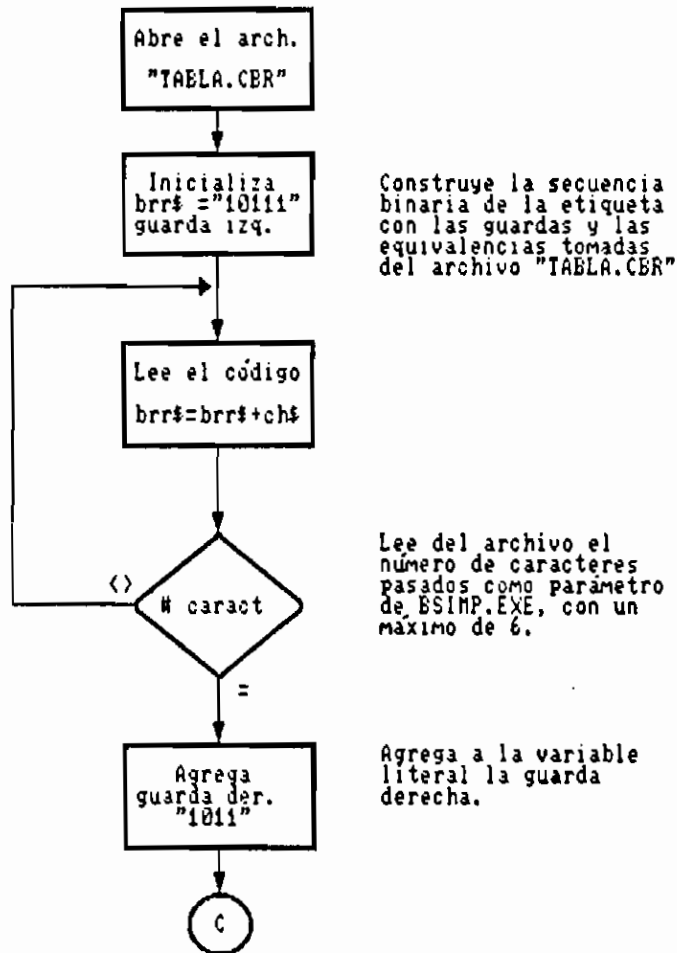 Abre el arch.
"TABLA.CBR"
Inicializa
brr$ ="10111"
guarda izq.
Construye la secuencia
binaria de la etiqueta
con las guardas y las
equivalencias tomadas
del archivo "TABLA.CBR"
Lee el código
brr$=brr$+ch$
<>
# caract
=
Lee del archivo el
número de caracteres
pasados como parámetro
de BSIMP.EXE, con un
máximo de 6.
Agrega
guarda der.
"1011"
Agrega a la variable
literal la guarda
derecha.
C